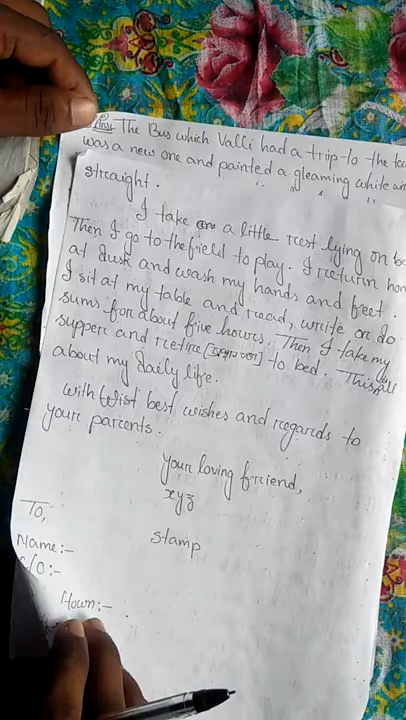 Ans The Bus which Valli had a trip to the
was a new one and painted a gleaming white
straight.
I take a little rest lying on
Then I go to the field to play. I return
at dusk and wash my hands and feet.
I sit at my table and read, write or do
sums for about five hours. Then I take my
supper and retire to bed. This all
about my daily life.
with best wishes and regards to
your parents.
your loving friend,
xyz
To,
stamp
Name:-
C/O:-
town:-